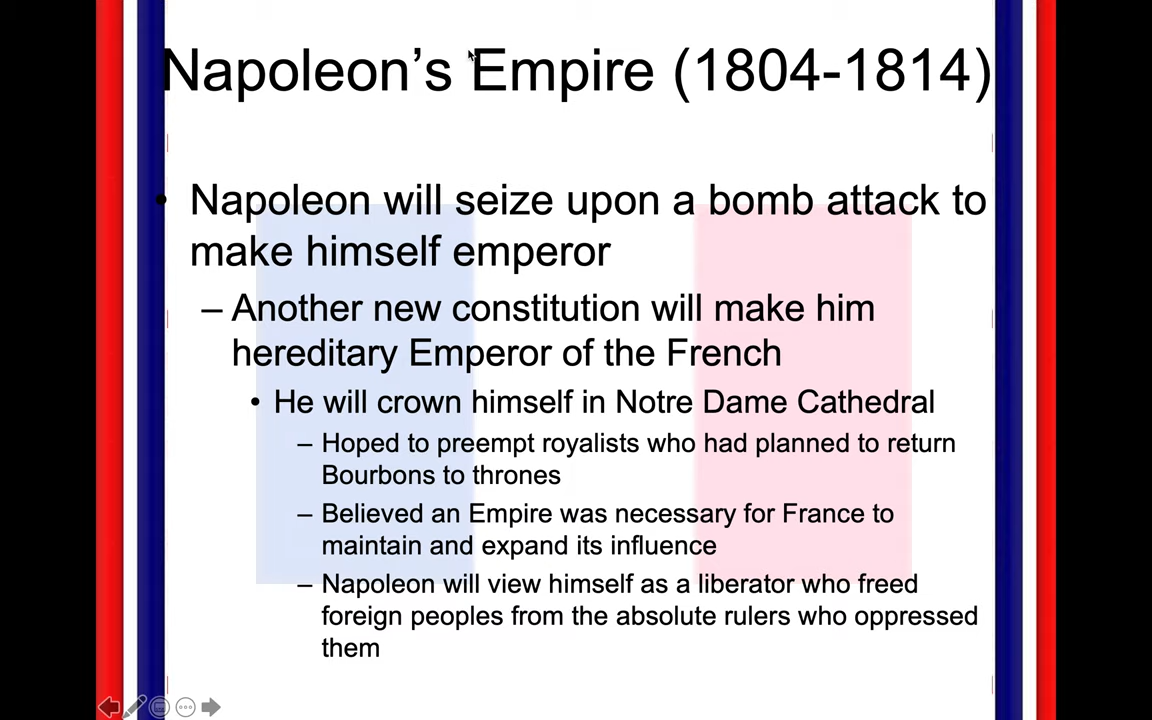 Napoleon’s Empire (1804-1814)
• Napoleon will seize upon a bomb attack to
make himself emperor
– Another new constitution will make him
hereditary Emperor of the French
• He will crown himself in Notre Dame Cathedral
– Hoped to preempt royalists who had planned to return
Bourbons to thrones
– Believed an Empire was necessary for France to
maintain and expand its influence
– Napoleon will view himself as a liberator who freed
foreign peoples from the absolute rulers who oppressed
them